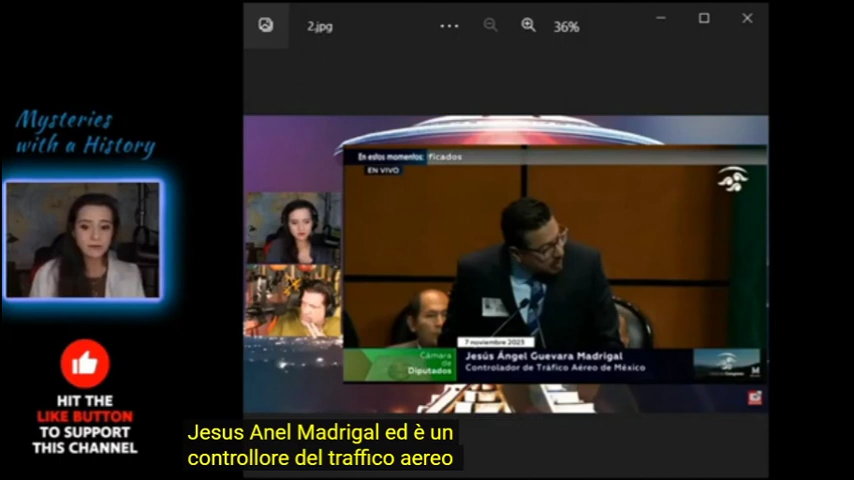 2.jpg
36%
Mysteries
with a History
En estos momentos: ficados
EN VIVO
7 noviembre 2023
Cámara
de
Diputados
Jesús Ángel Guevara Madrigal
Controlador de Tráfico Aéreo de México
HIT THE
LIKE BUTTON
TO SUPPORT
THIS CHANNEL
Jesus Anel Madrigal ed è un
controllore del traffico aereo